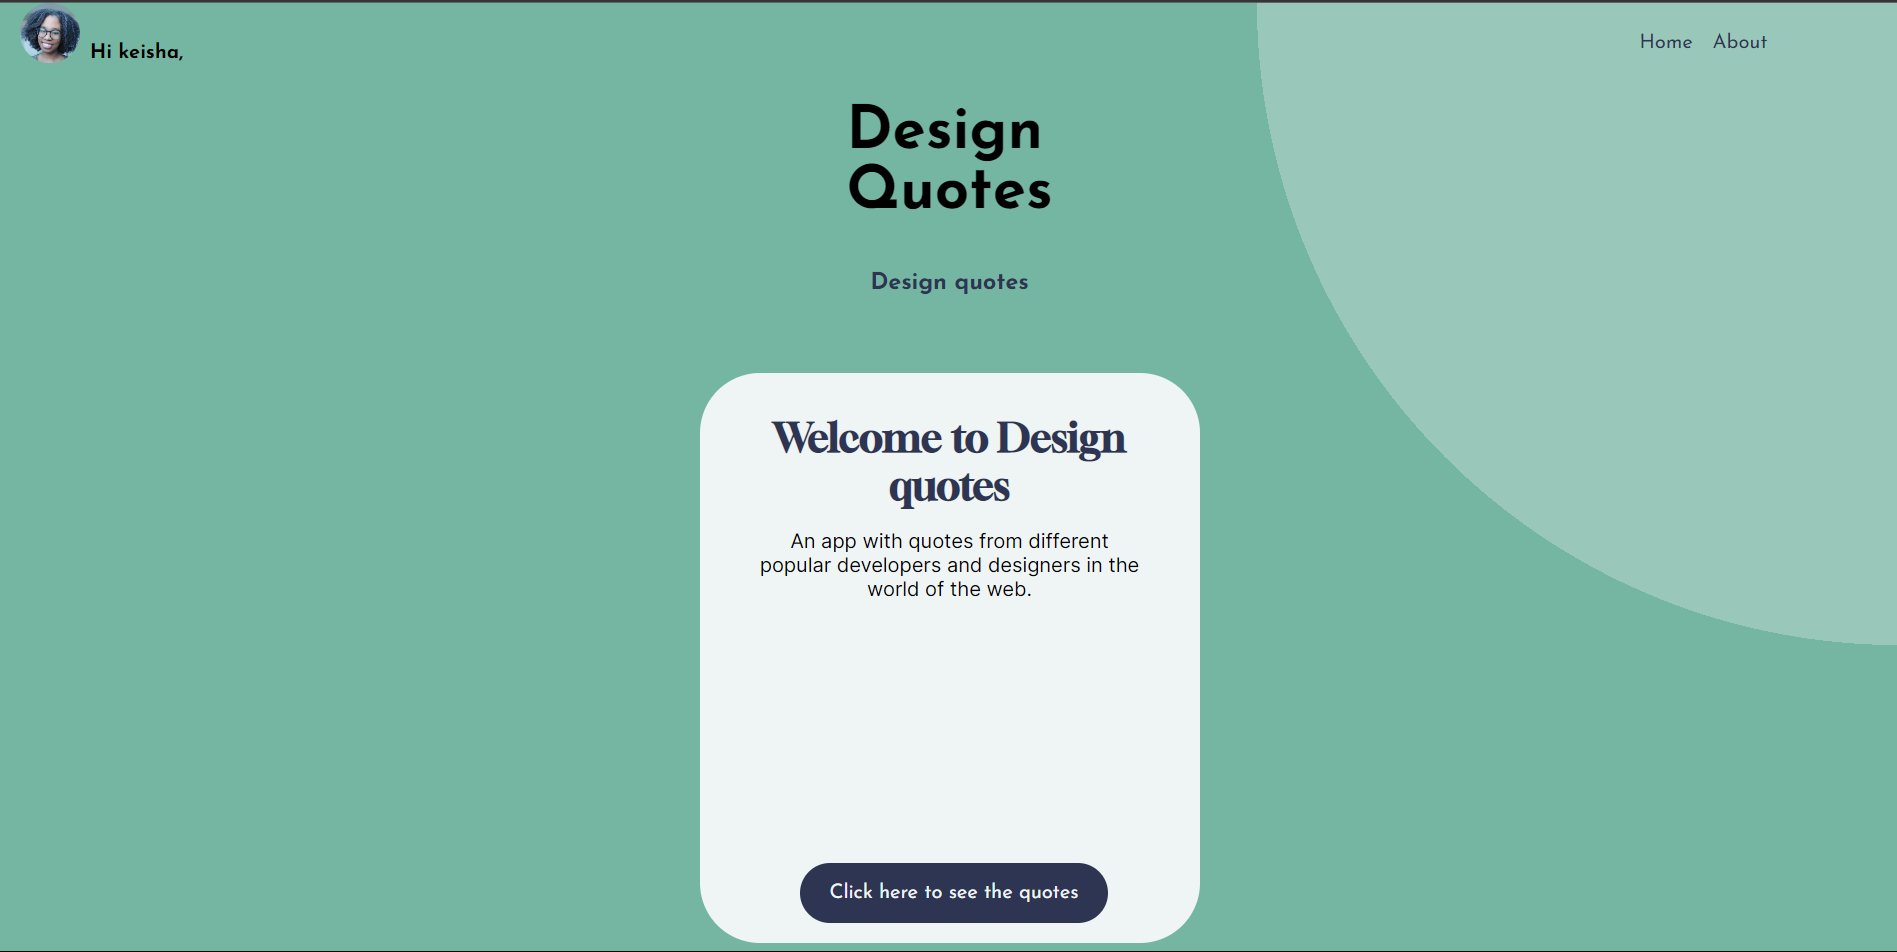 Hi keisha,
Home About
Design
Quotes
Design quotes
Welcome to Design
quotes
An app with quotes from different
popular developers and designers in the
world of the web.
Click here to see the quotes